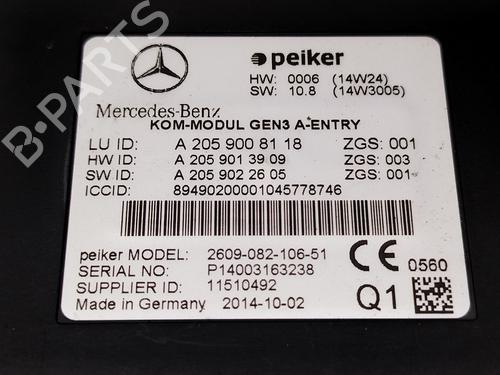 peiker
HW: 0006 (14W24)
SW: 10.8 (14W3005)
Mercedes-Benz
KOM-MODUL GEN3 A-ENTRY
LU ID: A 205 900 81 18 ZGS: 001
HW ID: A 205 901 39 09 ZGS: 003
SW ID: A 205 902 26 05 ZGS: 001
ICCID: 89490200001045778746
peiker MODEL: 2609-082-106-51
SERIAL NO: P14003163238
SUPPLIER ID: 11510492
Made in Germany 2014-10-02
CE 0560
Q1
B-PARTS